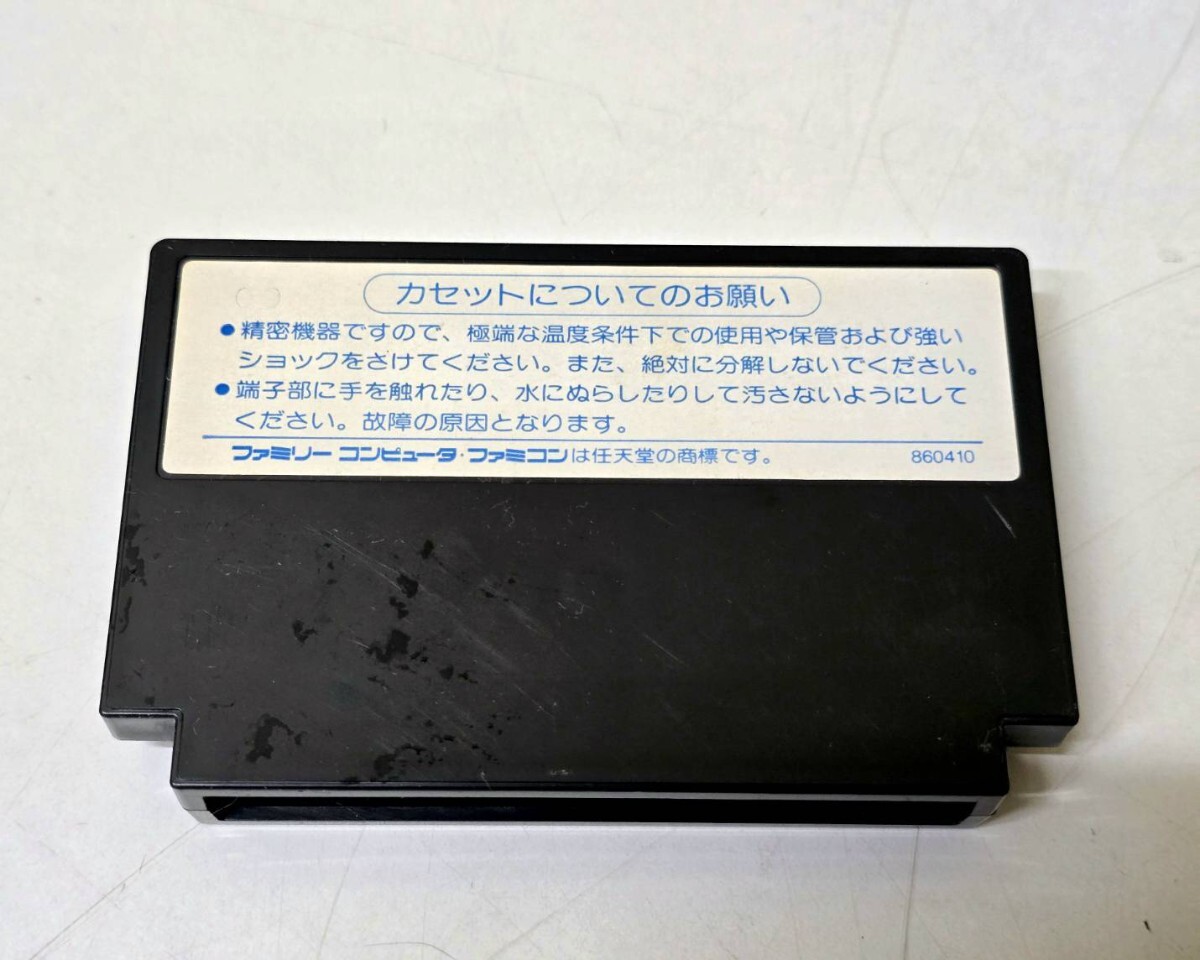 カセットについてのお願い
●精密機器ですので、極端な温度条件下での使用や保管および強い
ショックをさけてください。また、絶対に分解しないでください。
●端子部に手を触れたり、水にぬらしたりして汚さないようにして
ください。故障の原因となります。
ファミリー コンピュータ・ファミコンは任天堂の商標です。 860410